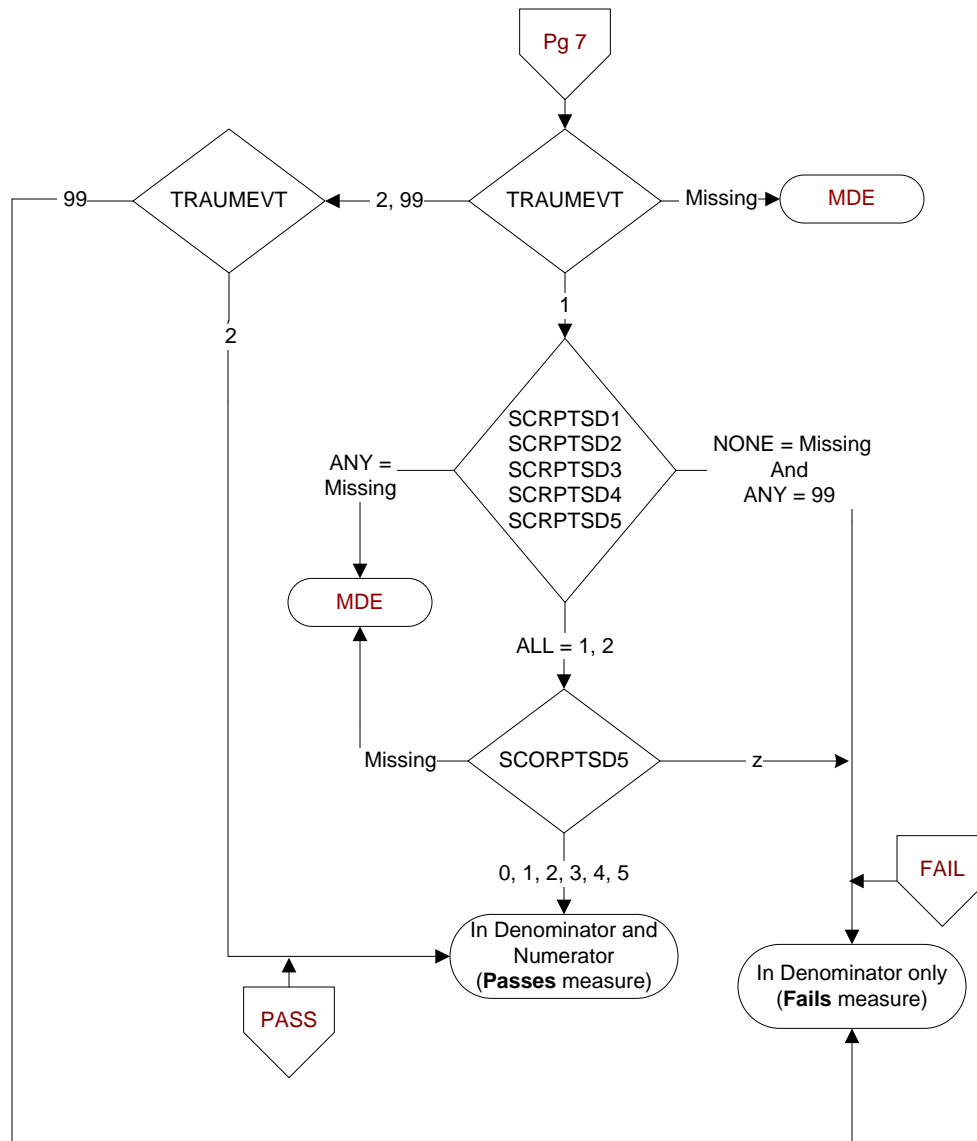 Pg 7
TRAUMEVT
Missing
MDE
2, 99
TRAUMEVT
99
2
1
SCRPTSD1
SCRPTSD2
SCRPTSD3
SCRPTSD4
SCRPTSD5
ANY =
Missing
NONE = Missing
And
ANY = 99
MDE
ALL = 1, 2
SCORPTSD5
Missing
z
0, 1, 2, 3, 4, 5
FAIL
In Denominator and
Numerator
(Passes measure)
In Denominator only
(Fails measure)
PASS